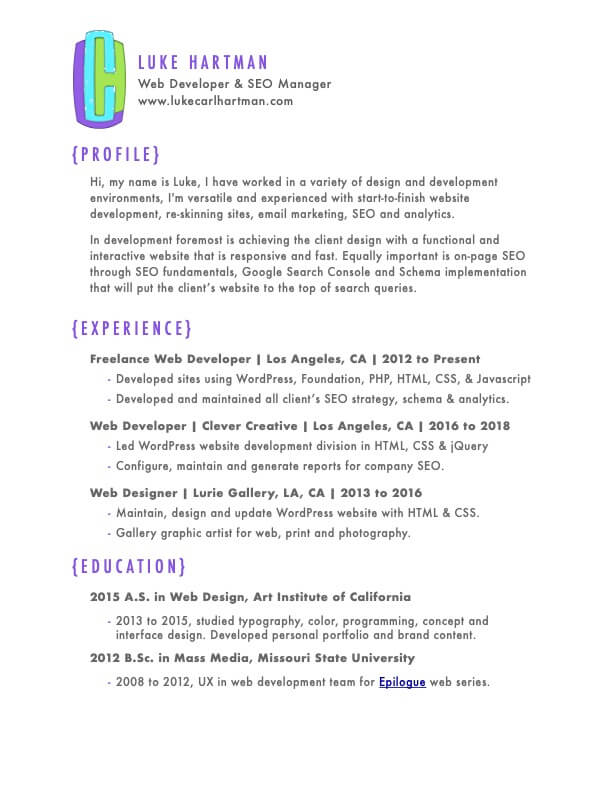 C
LUKE HARTMAN
Web Developer & SEO Manager
www.lukecarlhartman.com
{PROFILE}
Hi, my name is Luke, I have worked in a variety of design and development
environments, I'm versatile and experienced with start-to-finish website
development, re-skinning sites, email marketing, SEO and analytics.
In development foremost is achieving the client design with a functional and
interactive website that is responsive and fast. Equally important is on-page SEO
through SEO fundamentals, Google Search Console and Schema implementation
that will put the client’s website to the top of search queries.
{EXPERIENCE}
Freelance Web Developer | Los Angeles, CA | 2012 to Present
- Developed sites using WordPress, Foundation, PHP, HTML, CSS, & Javascript
- Developed and maintained all client’s SEO strategy, schema & analytics.
Web Developer | Clever Creative | Los Angeles, CA | 2016 to 2018
- Led WordPress website development division in HTML, CSS & jQuery
- Configure, maintain and generate reports for company SEO.
Web Designer | Lurie Gallery, LA, CA | 2013 to 2016
- Maintain, design and update WordPress website with HTML & CSS.
- Gallery graphic artist for web, print and photography.
{EDUCATION}
2015 A.S. in Web Design, Art Institute of California
- 2013 to 2015, studied typography, color, programming, concept and
interface design. Developed personal portfolio and brand content.
2012 B.Sc. in Mass Media, Missouri State University
- 2008 to 2012, UX in web development team for Epilogue web series.